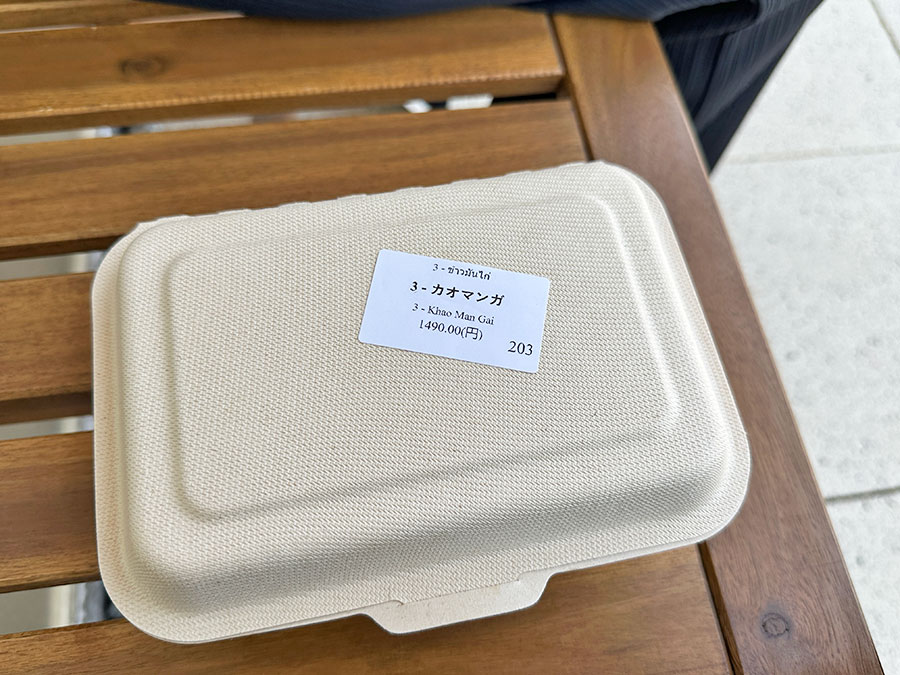 3 - ข้าวมันไก่
3 - カオマンガ
3 - Khao Man Gai
1490.00(円)
203